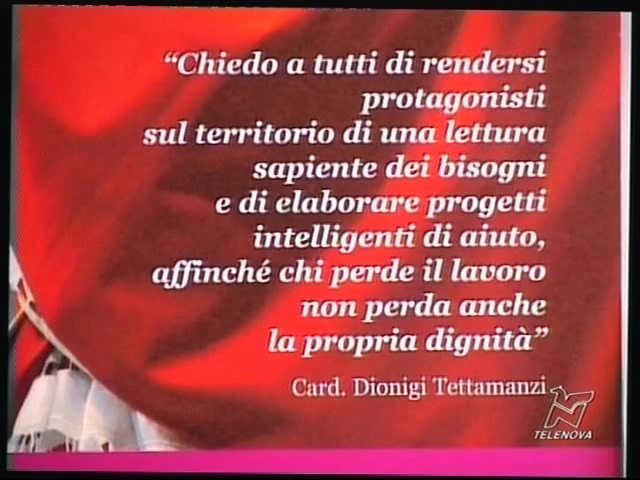 “Chiedo a tutti di rendersi
protagonisti
sul territorio di una lettura
sapiente dei bisogni
e di elaborare progetti
intelligenti di aiuto,
affinché chi perde il lavoro
non perda anche
la propria dignità”
Card. Dionigi Tettamanzi
TELENOVA